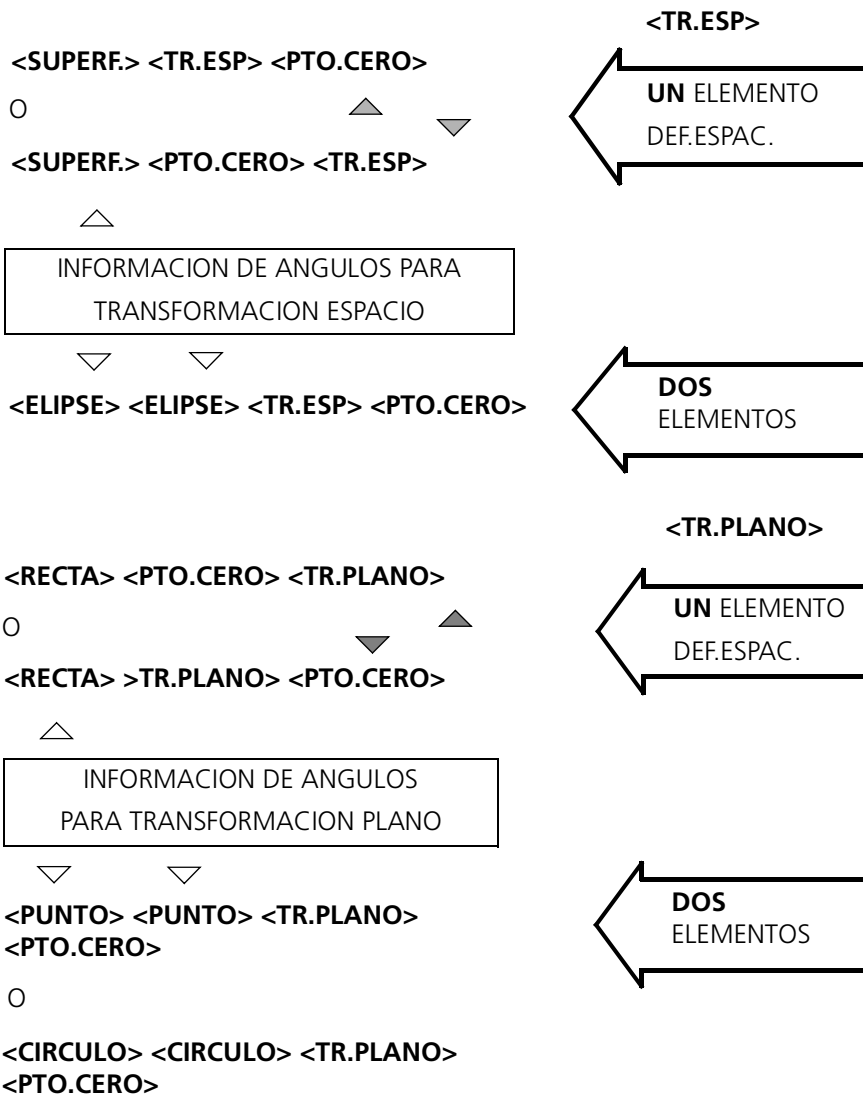 <TR.ESP>
<SUPERF.> <TR.ESP> <PTO.CERO>
UN ELEMENTO
DEF.ESPAC.
O
<SUPERF.> <PTO.CERO> <TR.ESP>
INFORMACION DE ANGULOS PARA
TRANSFORMACION ESPACIO
<ELIPSE> <ELIPSE> <TR.ESP> <PTO.CERO>
DOS
ELEMENTOS
<TR.PLANO>
<RECTA> <PTO.CERO> <TR.PLANO>
UN ELEMENTO
DEF.ESPAC.
O
<RECTA> >TR.PLANO> <PTO.CERO>
INFORMACION DE ANGULOS
PARA TRANSFORMACION PLANO
<PUNTO> <PUNTO> <TR.PLANO>
<PTO.CERO>
DOS
ELEMENTOS
O
<CIRCULO> <CIRCULO> <TR.PLANO>
<PTO.CERO>